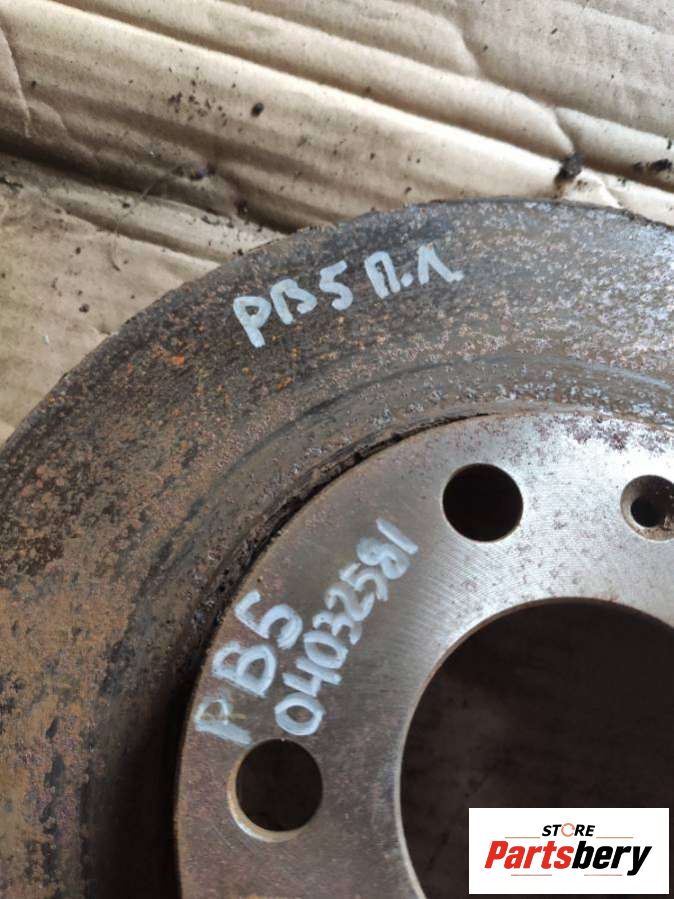 PB5 П.Л
PB5
04032581
STORE
Partsbery